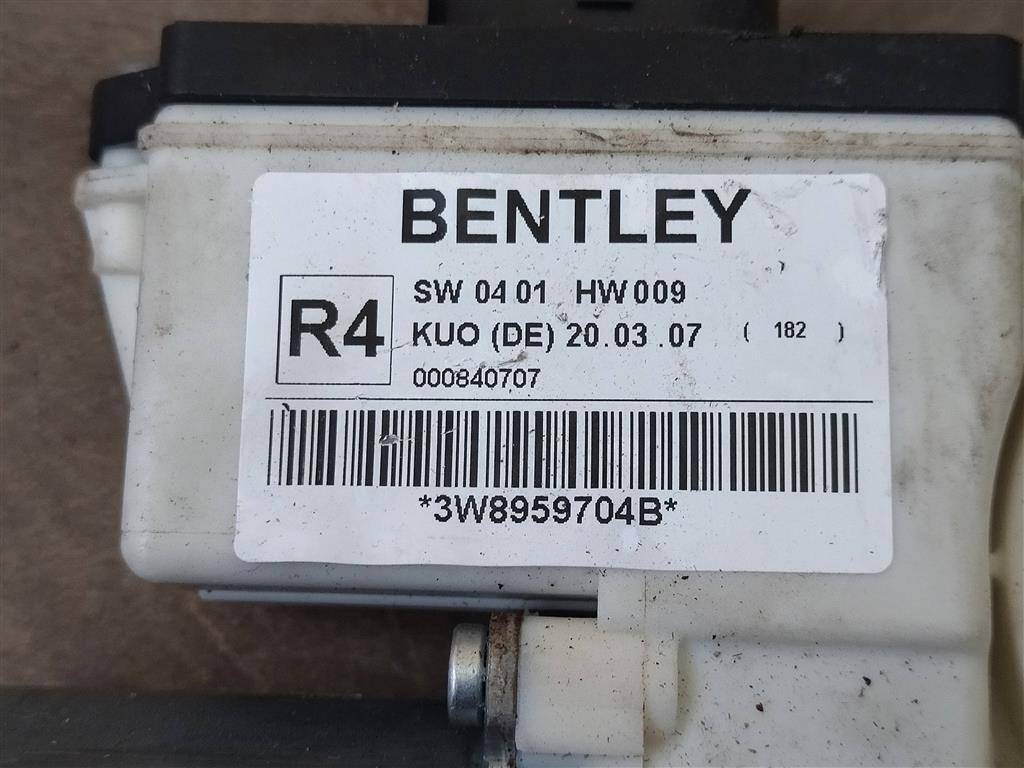 BENTLEY
R4
SW 04 01 HW 009
KUO (DE) 20.03.07 ( 182 )
000840707
*3W8959704B*